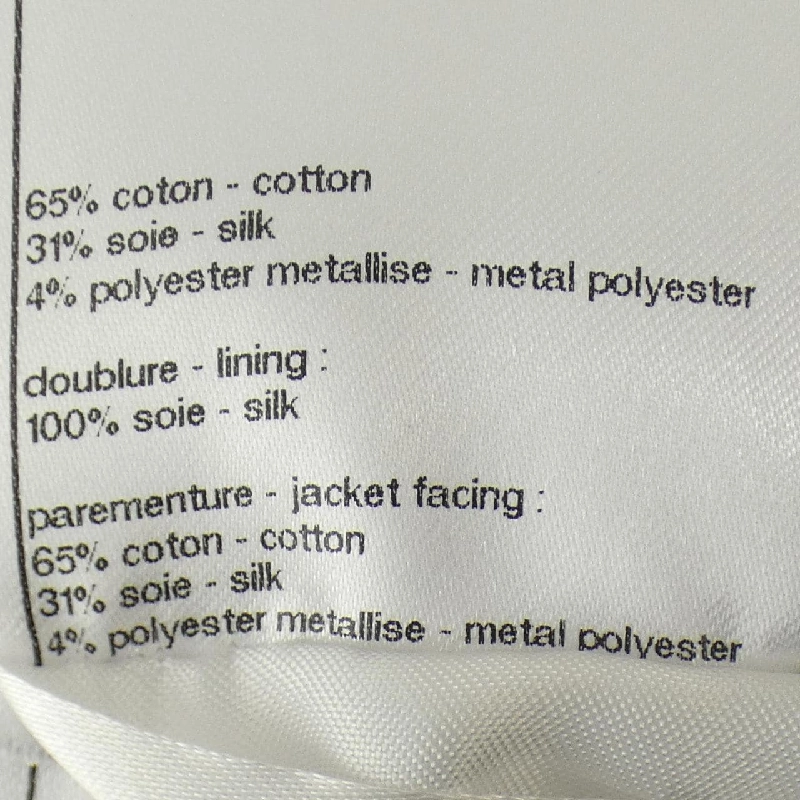 65% coton - cotton
31% soie - silk
4% polyester metallise - metal polyester
doublure - lining :
100% soie - silk
parementure - jacket facing :
65% coton - cotton
31% soie - silk
4% polyester metallise - metal polyester